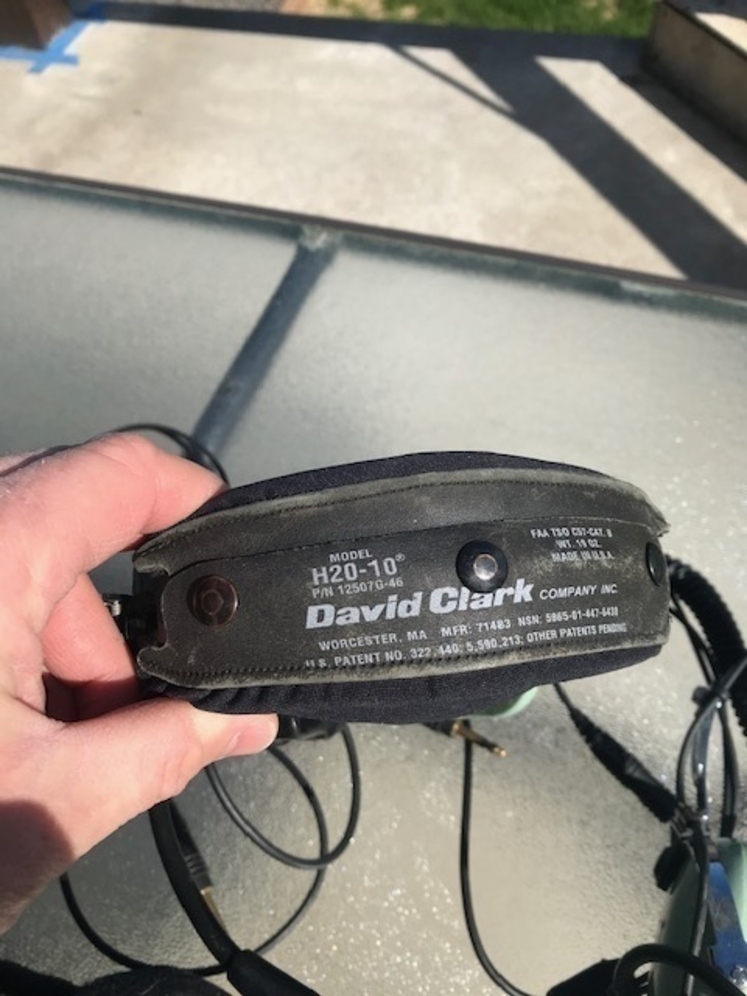 MODEL
H20-10®
P/N 12507G-46
FAA TSO C57-CAT. B
WT. 19 OZ.
MADE IN U.S.A.
David Clark COMPANY INC
WORCESTER, MA MFR: 71483 NSN: 5965-01-447-6438
U.S. PATENT NO. 322,440; 5,590,213; OTHER PATENTS PENDING